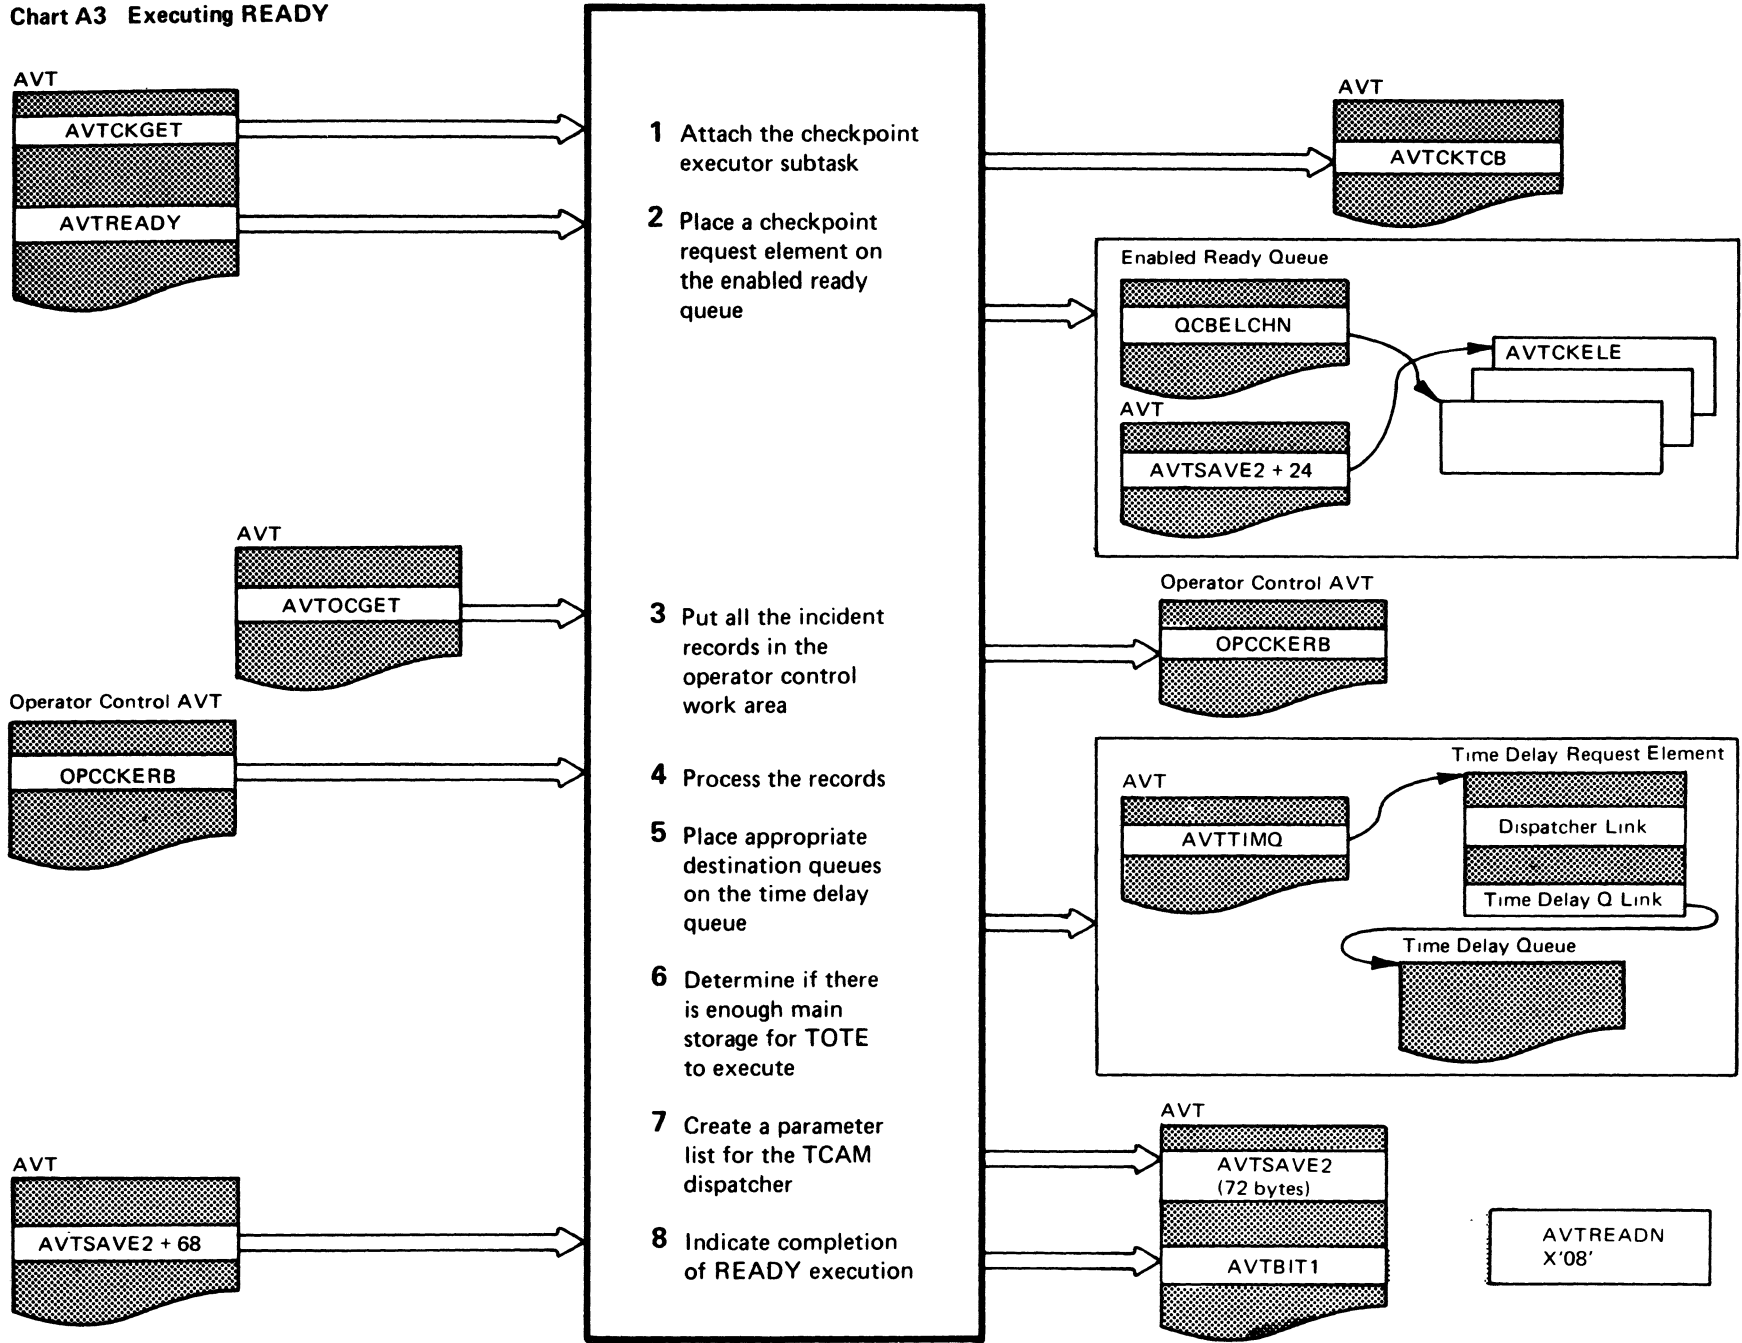 Chart A3 Executing READY
AVT
AVTCKGET
AVTREADY
AVT
AVTOCGET
Operator Control AVT
OPCCKERB
AVT
AVTSAVE2 + 68
1 Attach the checkpoint
executor subtask
2 Place a checkpoint
request element on
the enabled ready
queue
3 Put all the incident
records in the
operator control
work area
4 Process the records
5 Place appropriate
destination queues
on the time delay
queue
6 Determine if there
is enough main
storage for TOTE
to execute
7 Create a parameter
list for the TCAM
dispatcher
8 Indicate completion
of READY execution
AVT
AVTCKTCB
Enabled Ready Queue
QCBELCHN
AVTCKELE
AVT
AVTSAVE2 + 24
Operator Control AVT
OPCCKERB
Time Delay Request Element
AVT
AVTTIMQ
Dispatcher Link
Time Delay Q Link
Time Delay Queue
AVT
AVTSAVE2
(72 bytes)
AVTBIT1
AVTREADN
X'08'